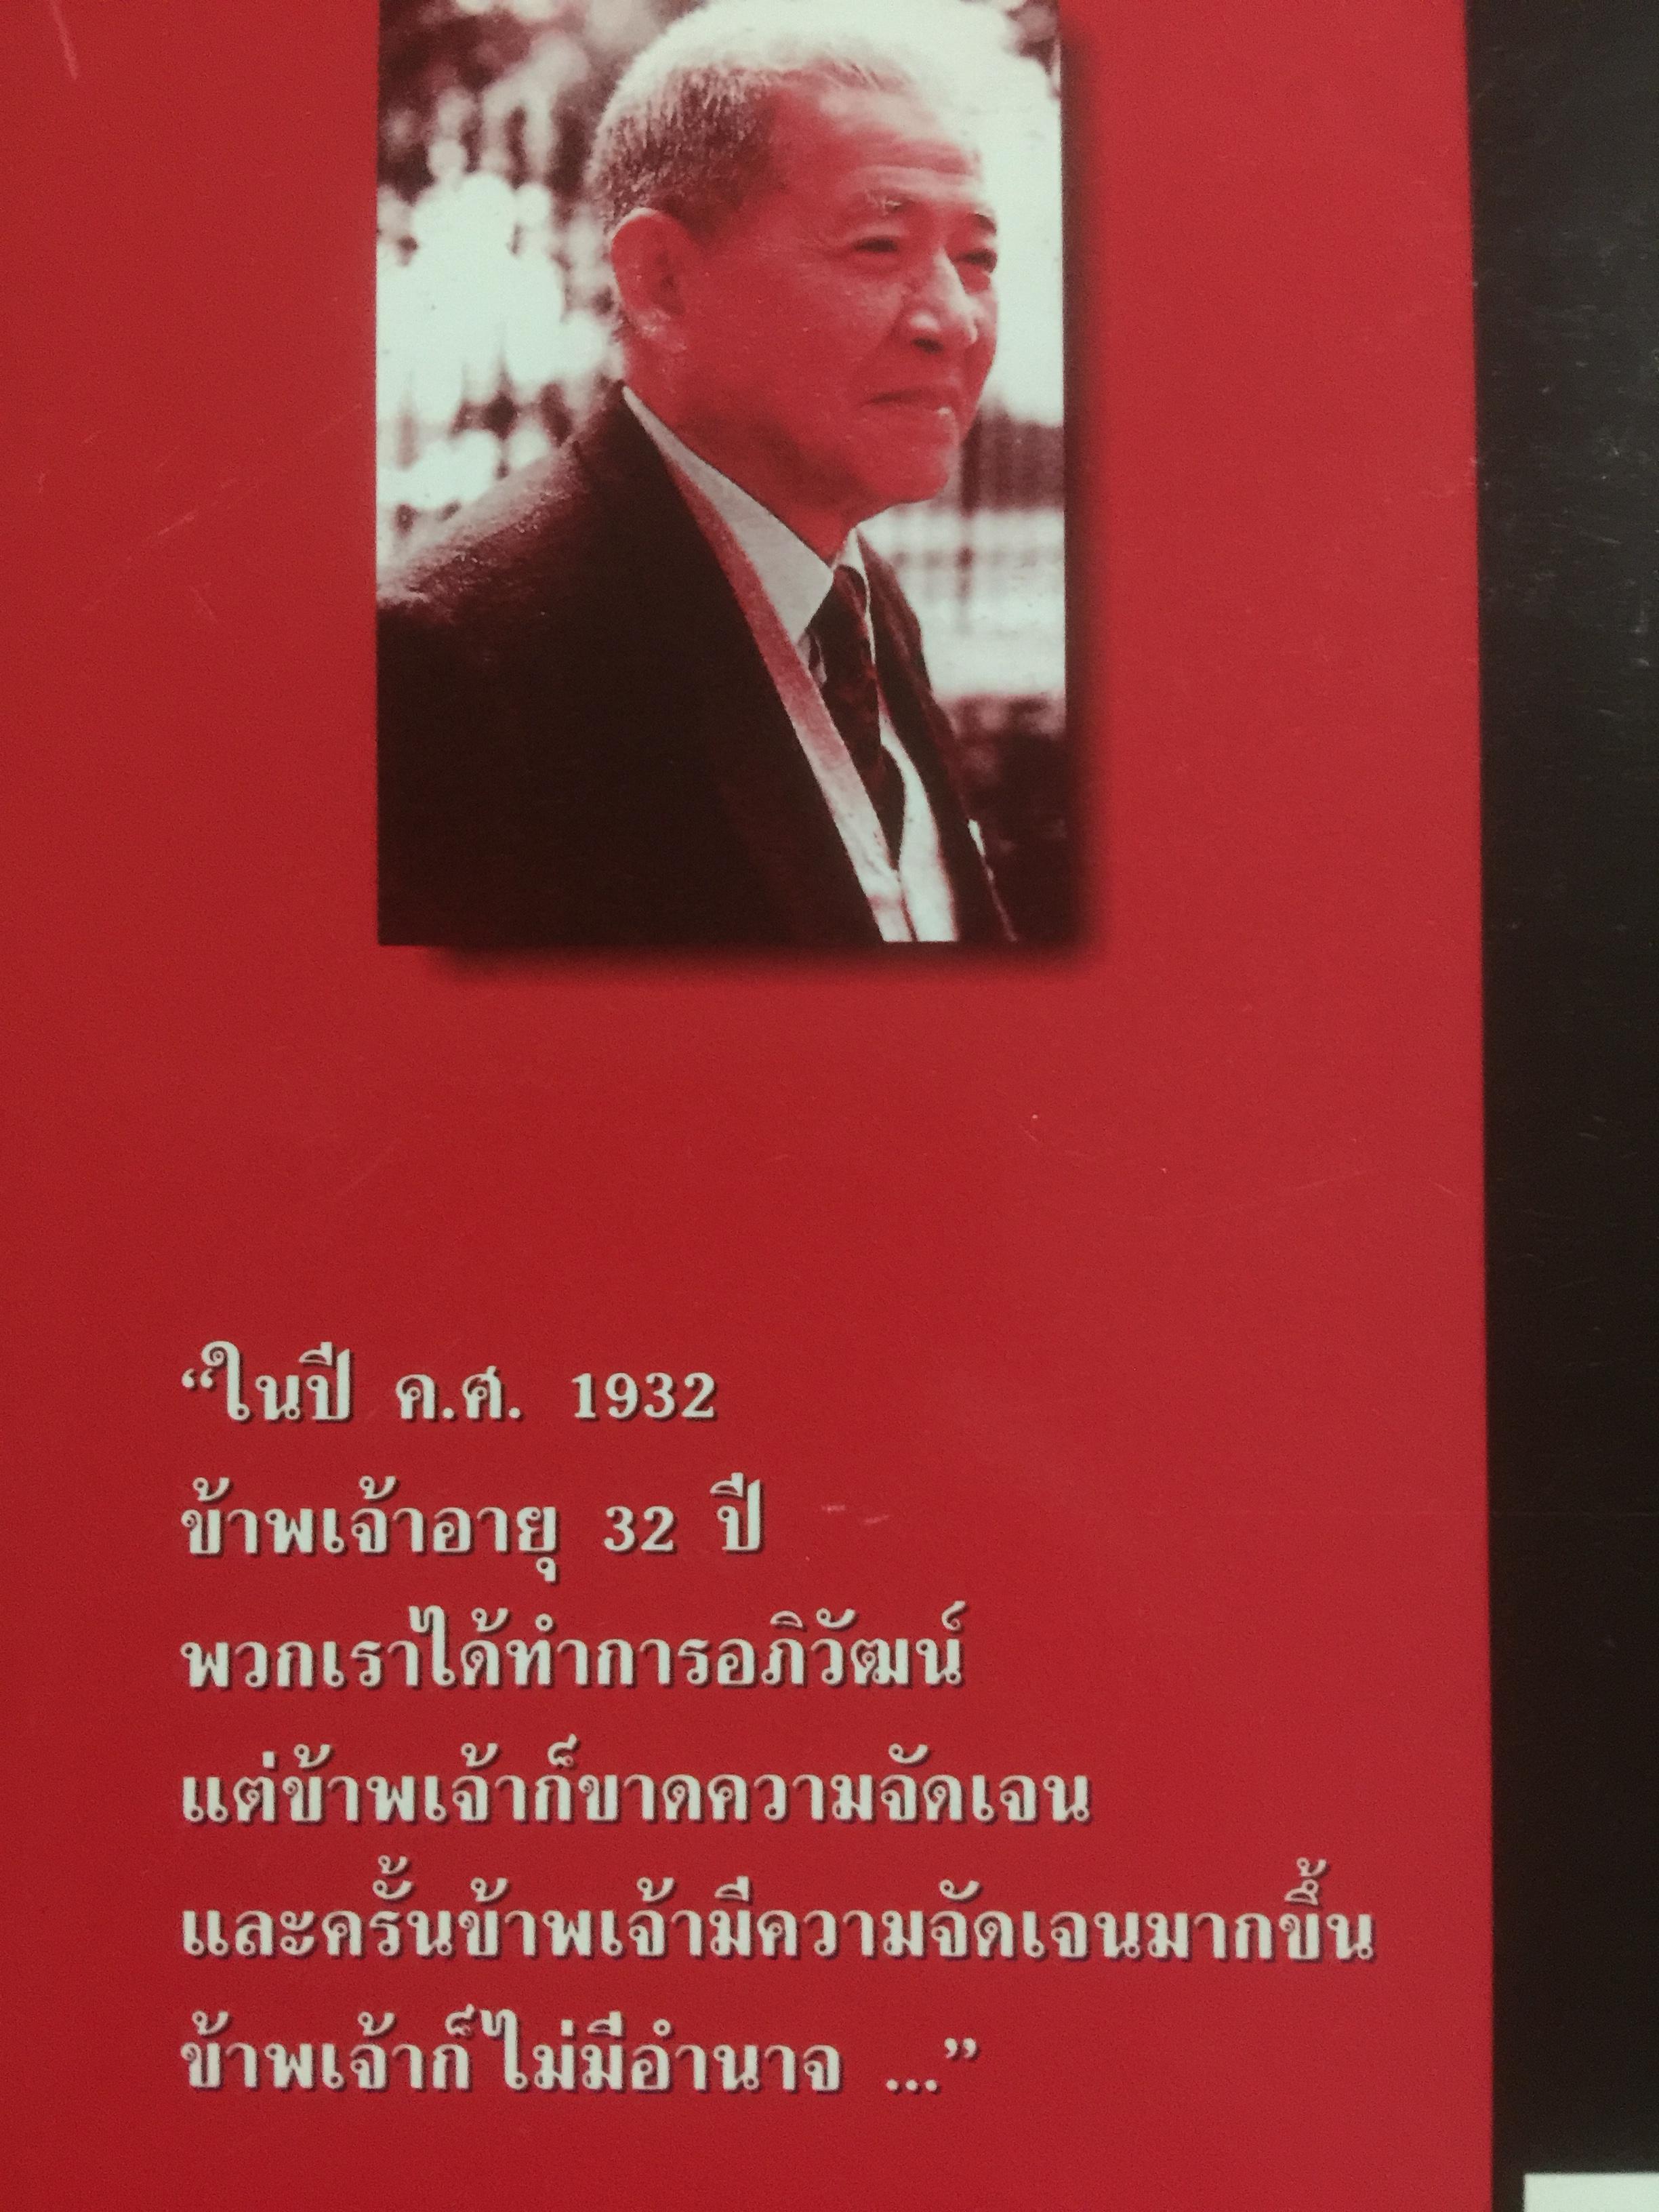 “ในปี ค.ศ. 1932
ข้าพเจ้าอายุ 32 ปี
พวกเราได้ทำการอภิวัฒน์
แต่ข้าพเจ้าก็ขาดความจัดเจน
และครั้นข้าพเจ้ามีความจัดเจนมากขึ้น
ข้าพเจ้าก็ไม่มีอำนาจ ...”